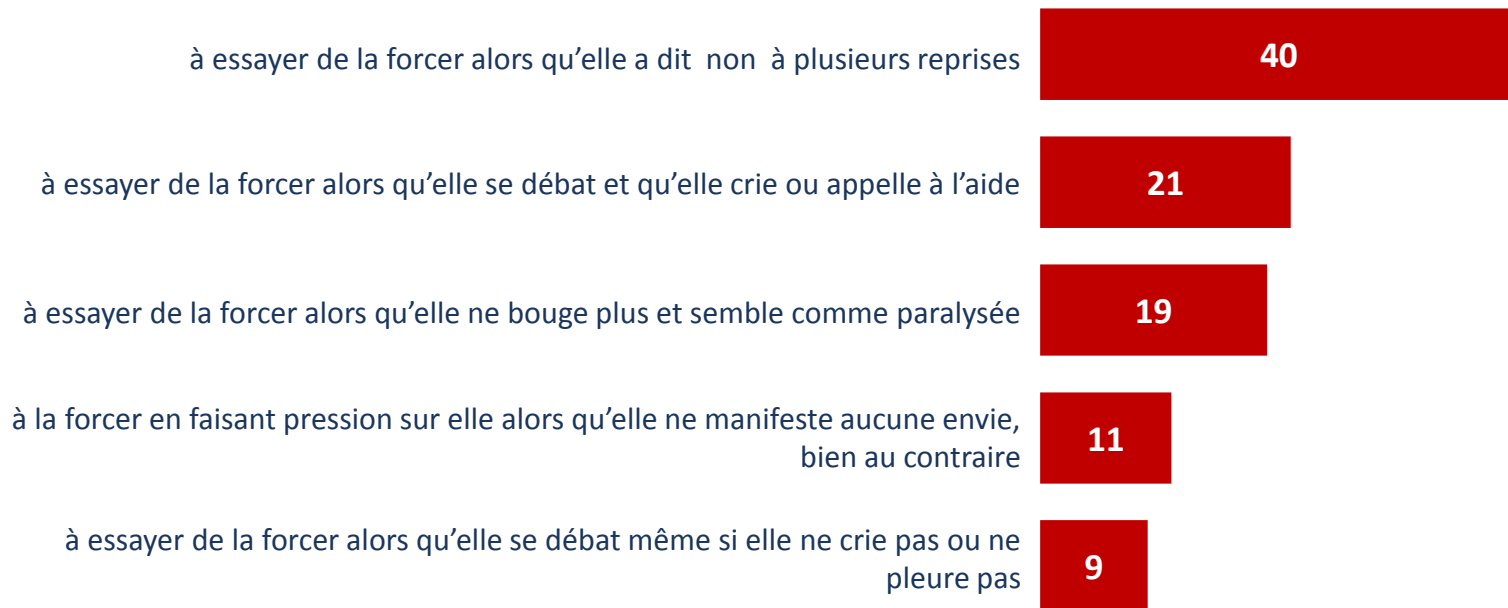 à essayer de la forcer alors qu’elle a dit  non  à plusieurs reprises
40
à essayer de la forcer alors qu’elle se débat et qu’elle crie ou appelle à l’aide
21
à essayer de la forcer alors qu’elle ne bouge plus et semble comme paralysée
19
à la forcer en faisant pression sur elle alors qu’elle ne manifeste aucune envie,
bien au contraire
11
à essayer de la forcer alors qu’elle se débat même si elle ne crie pas ou ne
pleure pas
9